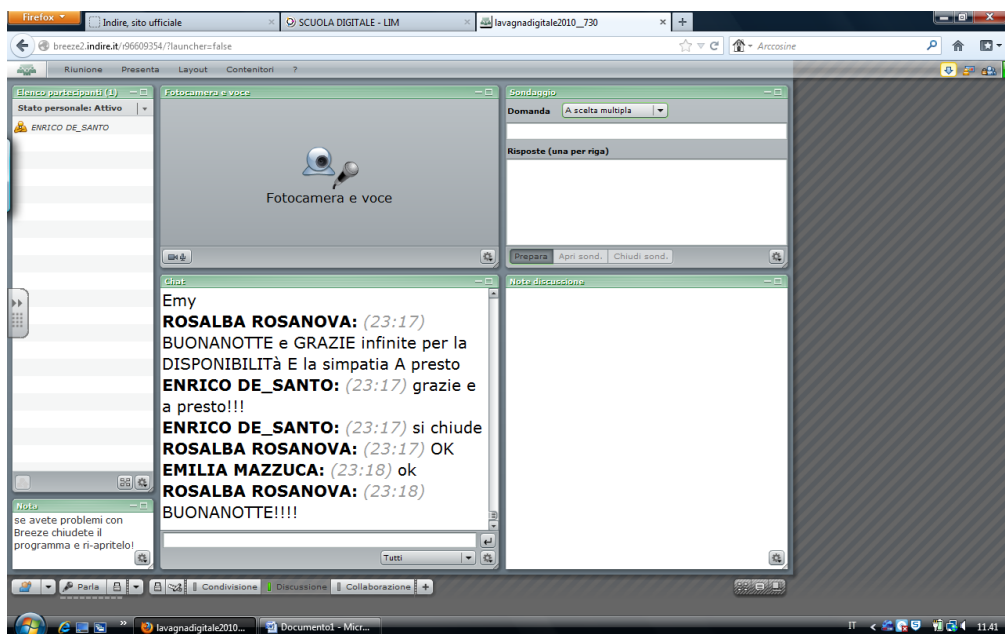 Firefox
Indire, sito ufficiale
SCUOLA DIGITALE - LIM
lavagnadigitale2010__730
breeze2.indire.it/r96609354/?launcher=false
Arccosine
Riunione Presenta Layout Contenitori ?
Elenco partecipanti (1)
Stato personale: Attivo
ENRICO DE_SANTO
Nota
se avete problemi con
Breeze chiudete il
programma e ri-apritelo!
Fotocamera e voce
Fotocamera e voce
Chat
Emy
ROSALBA ROSANOVA: (23:17)
BUONANOTTE e GRAZIE infinite per la
DISPONIBILITà E la simpatia A presto
ENRICO DE_SANTO: (23:17) grazie e
a presto!!!
ENRICO DE_SANTO: (23:17) si chiude
ROSALBA ROSANOVA: (23:17) OK
EMILIA MAZZUCA: (23:18) ok
ROSALBA ROSANOVA: (23:18)
BUONANOTTE!!!!
Tutti
Sondaggio
Domanda A scelta multipla
Risposte (una per riga)
Prepara Apri sond. Chiudi sond.
Note discussione
Parla Condivisione Discussione Collaborazione +
lavagnadigitale2010... Documento1 - Micr... IT 11.41